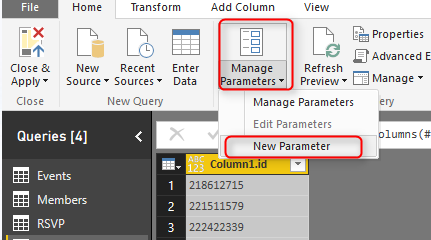 File Home Transform Add Column
Close & Apply New Source Recent Sources Enter Data Manage Parameters Refresh Preview Properties
Advanced E
Manage
Close New Query
Manage Parameters
Edit Parameters
New Parameter
Queries [4] olumns(#
Events
Members
RSVP
ABC 123 Column1.id
1 218612715
2 221511579
3 222422339